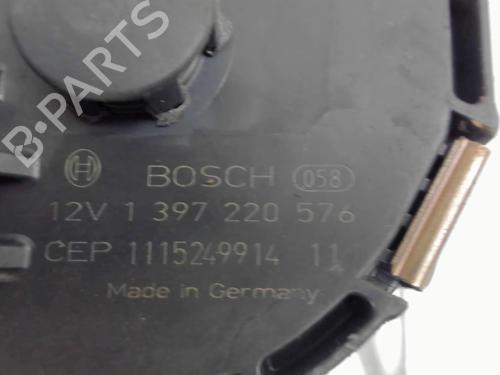 B-PARTS
BOSCH 058
12V 1 397 220 576
CEP 1115249914 11
Made in Germany